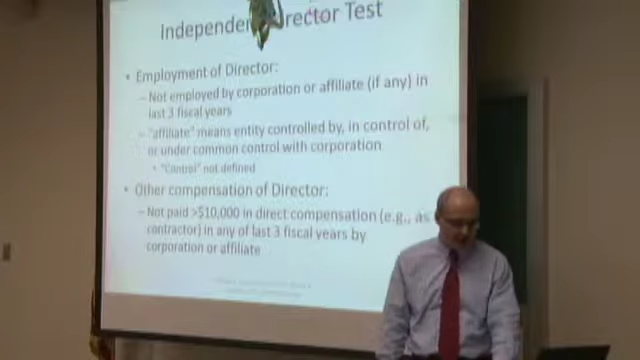 Independent Director Test
• Employment of Director:
– Not employed by corporation or affiliate (if any) in
last 3 fiscal years
– "affiliate" means entity controlled by, in control of,
or under common control with corporation
• "Control" not defined
• Other compensation of Director:
– Not paid >$10,000 in direct compensation (e.g., as
contractor) in any of last 3 fiscal years by
corporation or affiliate